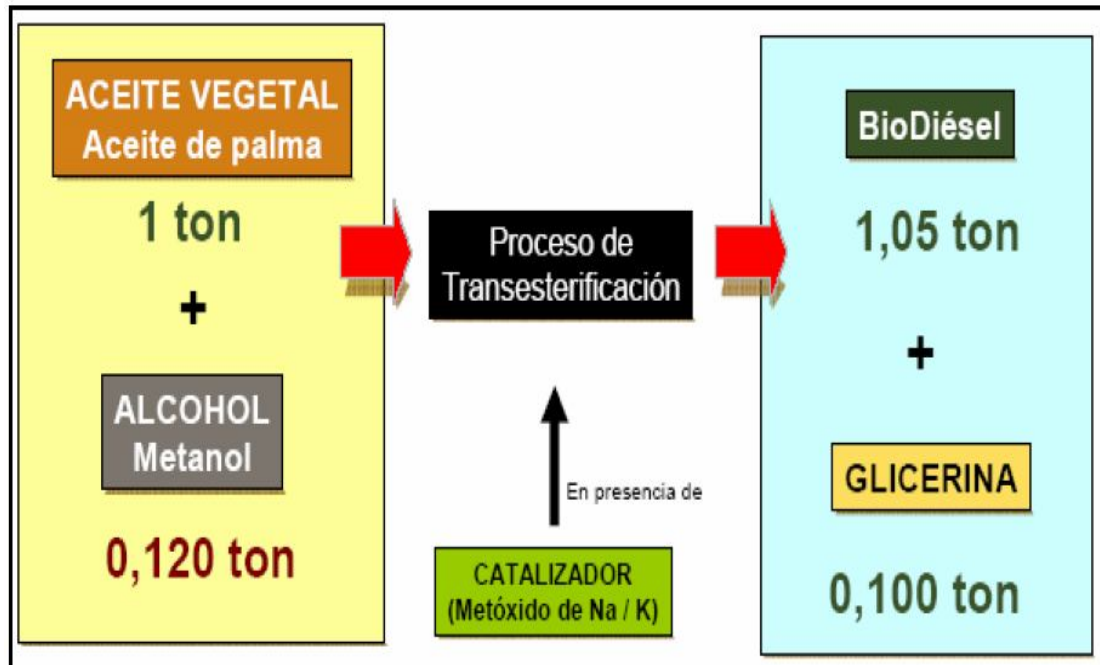 ACEITE VEGETAL
Aceite de palma
1 ton
+
ALCOHOL
Metanol
0,120 ton
Proceso de
Transesterificación
En presencia de
CATALIZADOR
(Metóxido de Na / K)
BioDiésel
1,05 ton
+
GLICERINA
0,100 ton